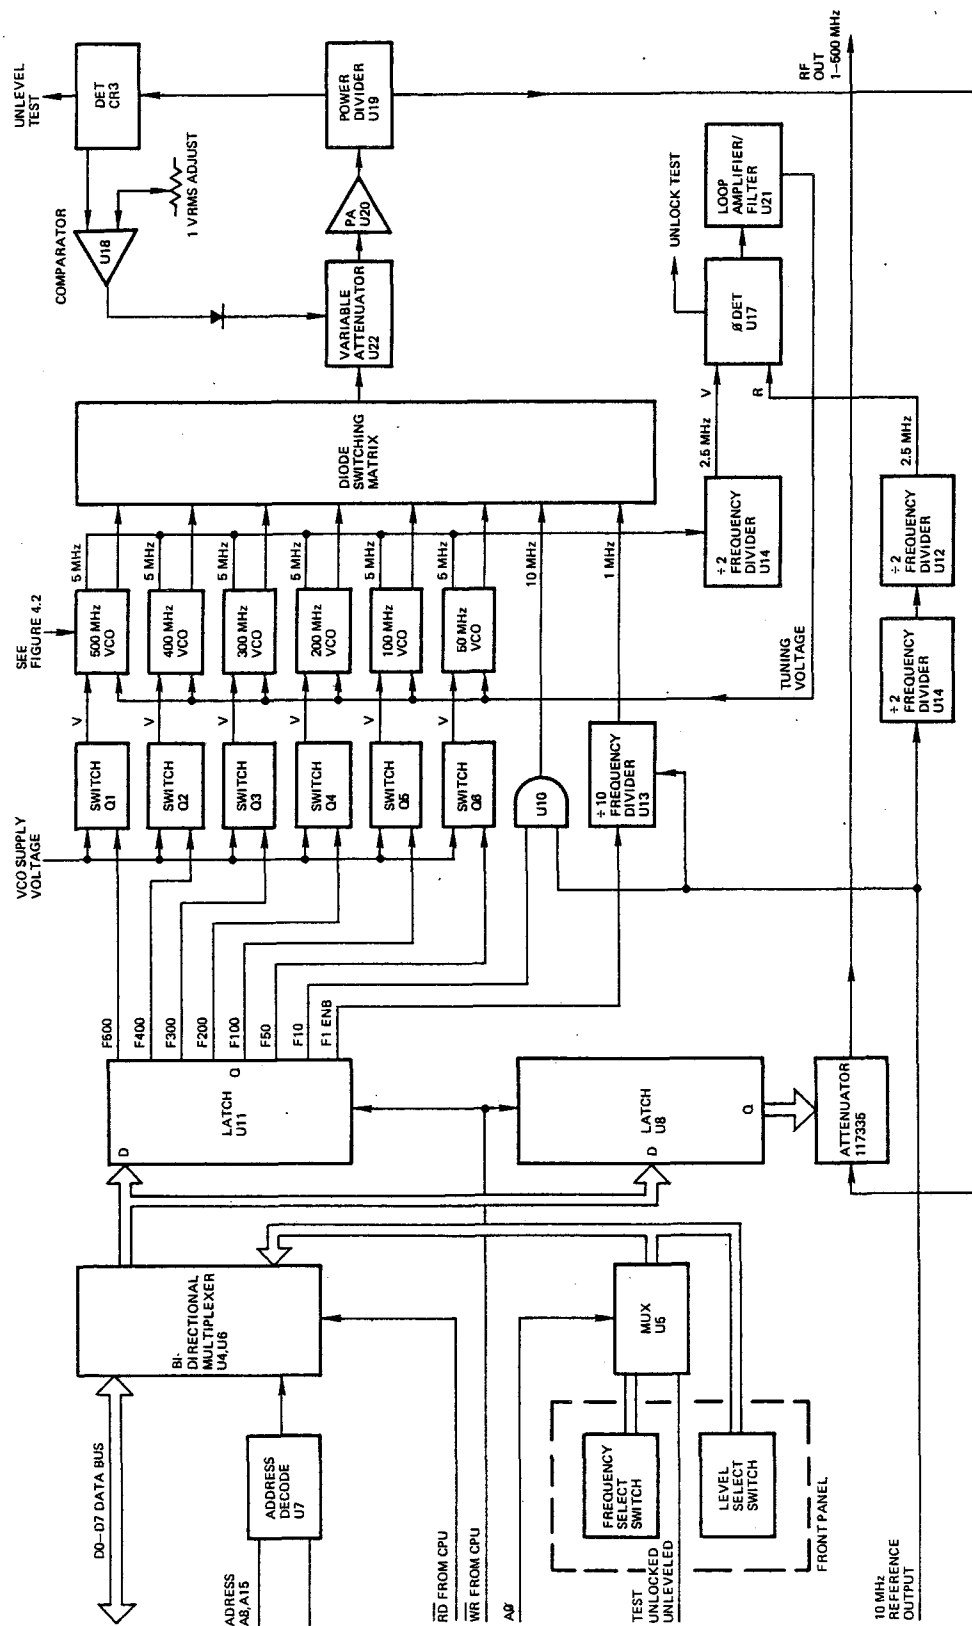 D0–D7 DATA BUS
ADRESS
A8,A15
ADDRESS
DECODE
U7
BI-
DIRECTIONAL
MULTIPLEXER
U4,U6
RD FROM CPU
WR FROM CPU
A0
TEST
UNLOCKED
UNLEVELED
FREQUENCY
SELECT
SWITCH
LEVEL
SELECT
SWITCH
FRONT PANEL
MUX
U5
10 MHz
REFERENCE
OUTPUT
D
LATCH
U11
Q
D
LATCH
U8
Q
ATTENUATOR
117335
F500
F400
F300
F200
F100
F50
F10
F1 ENB
VCO SUPPLY
VOLTAGE
SWITCH
Q1
SWITCH
Q2
SWITCH
Q3
SWITCH
Q4
SWITCH
Q5
SWITCH
Q6
U10
÷10
FREQUENCY
DIVIDER
U13
V
V
V
V
V
V
SEE
FIGURE 4.2
500 MHz
VCO
400 MHz
VCO
300 MHz
VCO
200 MHz
VCO
100 MHz
VCO
50 MHz
VCO
TUNING
VOLTAGE
5 MHz
5 MHz
5 MHz
5 MHz
5 MHz
5 MHz
10 MHz
1 MHz
÷2
FREQUENCY
DIVIDER
U14
÷2
FREQUENCY
DIVIDER
U14
÷2
FREQUENCY
DIVIDER
U12
DIODE
SWITCHING
MATRIX
2.5 MHz
V
R
2.5 MHz
COMPARATOR
U18
1 VRMS ADJUST
VARIABLE
ATTENUATOR
U22
PA
U20
ØDET
U17
UNLOCK TEST
LOOP
AMPLIFIER/
FILTER
U21
UNLEVEL
TEST
DET
CR3
POWER
DIVIDER
U19
RF
OUT
1–500 MHz